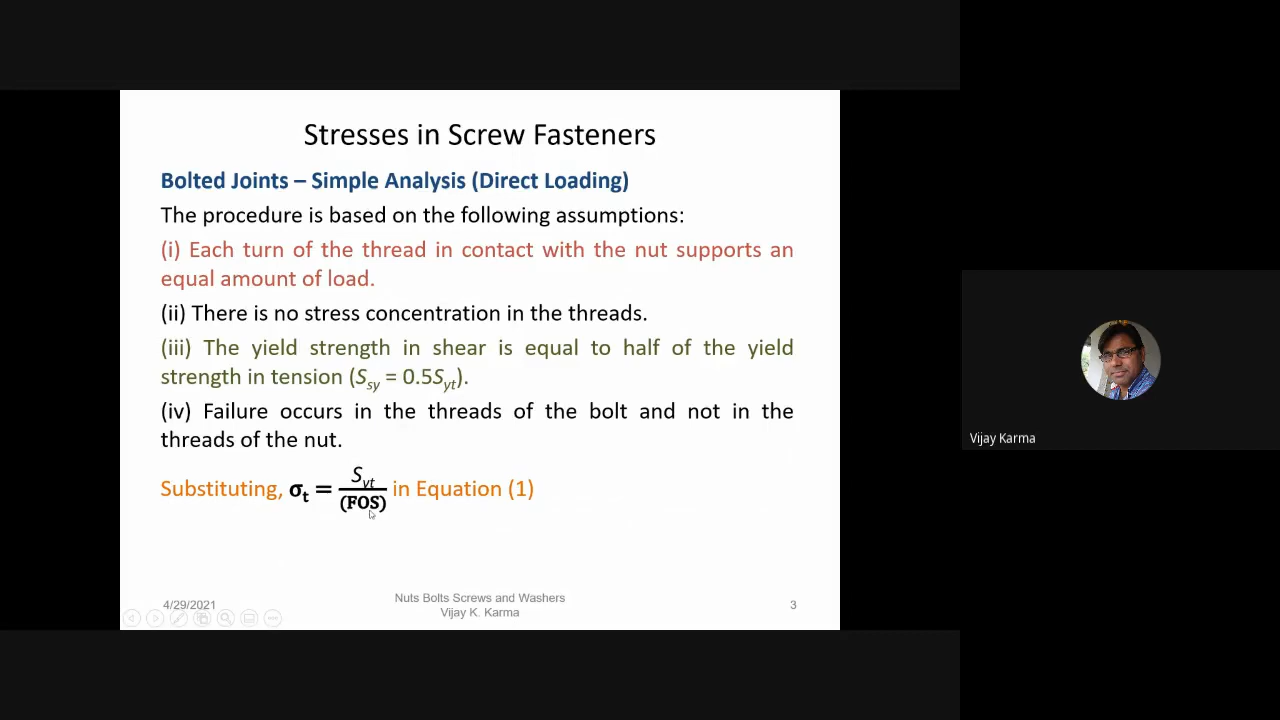 Stresses in Screw Fasteners
Bolted Joints – Simple Analysis (Direct Loading)
The procedure is based on the following assumptions:
(i) Each turn of the thread in contact with the nut supports an
equal amount of load.
(ii) There is no stress concentration in the threads.
(iii) The yield strength in shear is equal to half of the yield
strength in tension (Ssy = 0.5Syt).
(iv) Failure occurs in the threads of the bolt and not in the
threads of the nut.
Substituting, σt = Syt/(FOS) in Equation (1)
4/29/2021
Nuts Bolts Screws and Washers
Vijay K. Karma
3
Vijay Karma